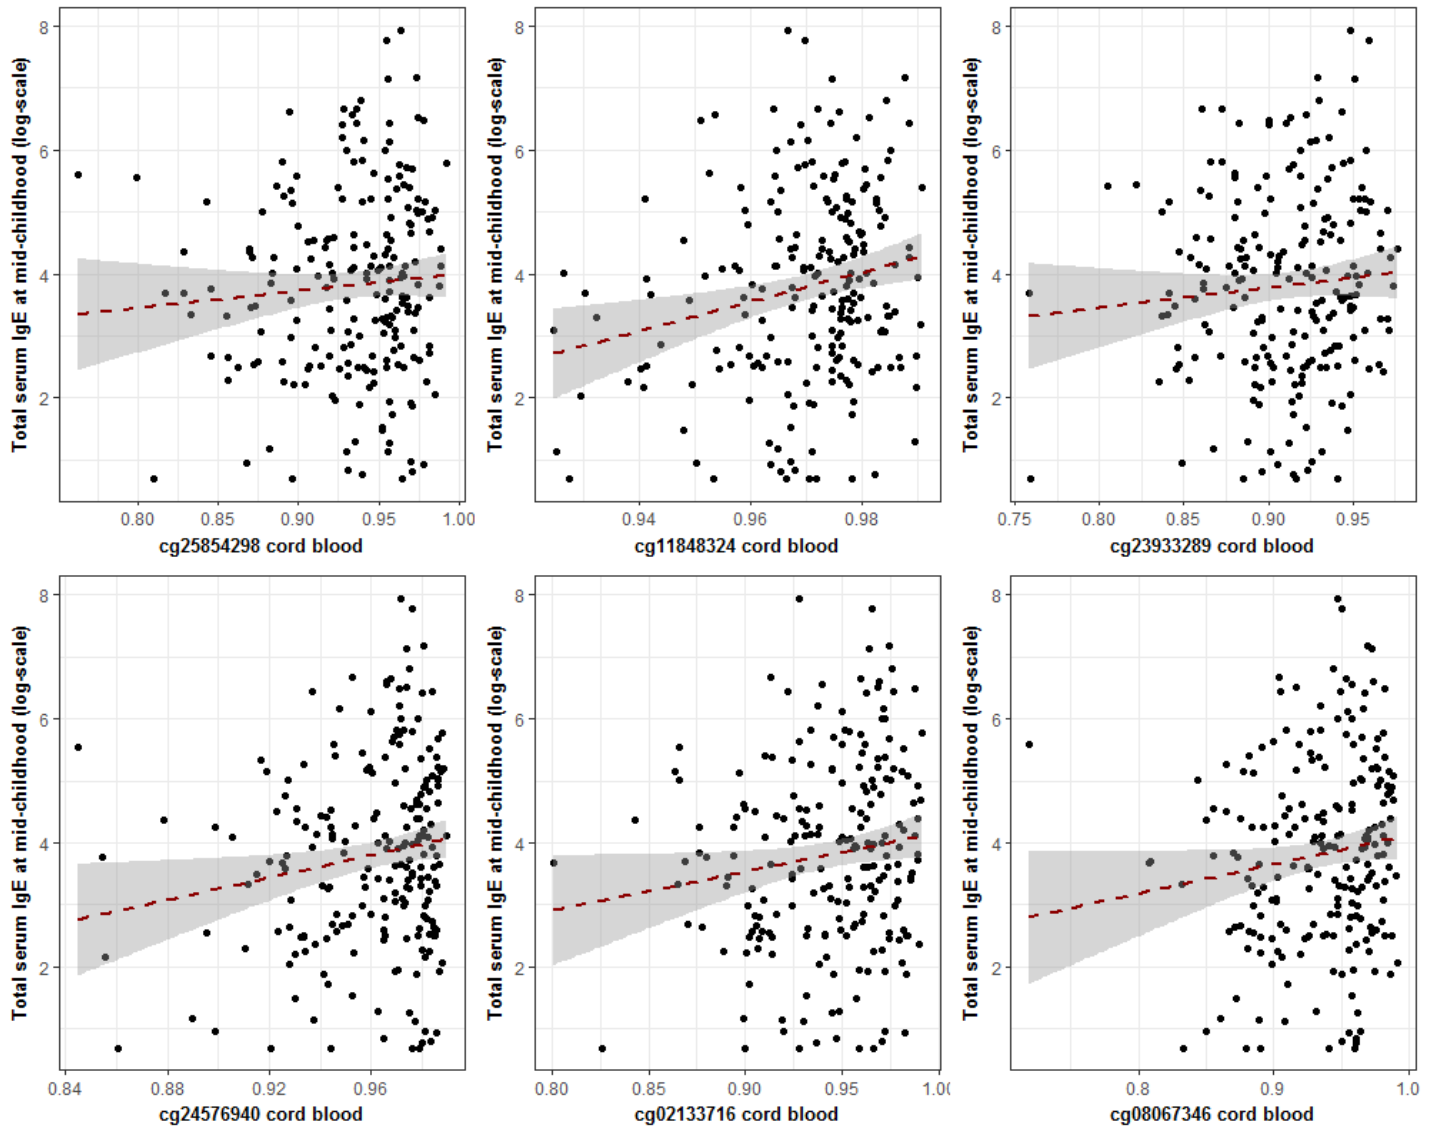 Total serum IgE at mid-childhood (log-scale)
8
6
4
2
0.80 0.85 0.90 0.95 1.00
cg25854298 cord blood
Total serum IgE at mid-childhood (log-scale)
8
6
4
2
0.94 0.96 0.98
cg11848324 cord blood
Total serum IgE at mid-childhood (log-scale)
8
6
4
2
0.75 0.80 0.85 0.90 0.95
cg23933289 cord blood
Total serum IgE at mid-childhood (log-scale)
8
6
4
2
0.84 0.88 0.92 0.96
cg24576940 cord blood
Total serum IgE at mid-childhood (log-scale)
8
6
4
2
0.80 0.85 0.90 0.95 1.0
cg02133716 cord blood
Total serum IgE at mid-childhood (log-scale)
8
6
4
2
0.8 0.9 1.0
cg08067346 cord blood